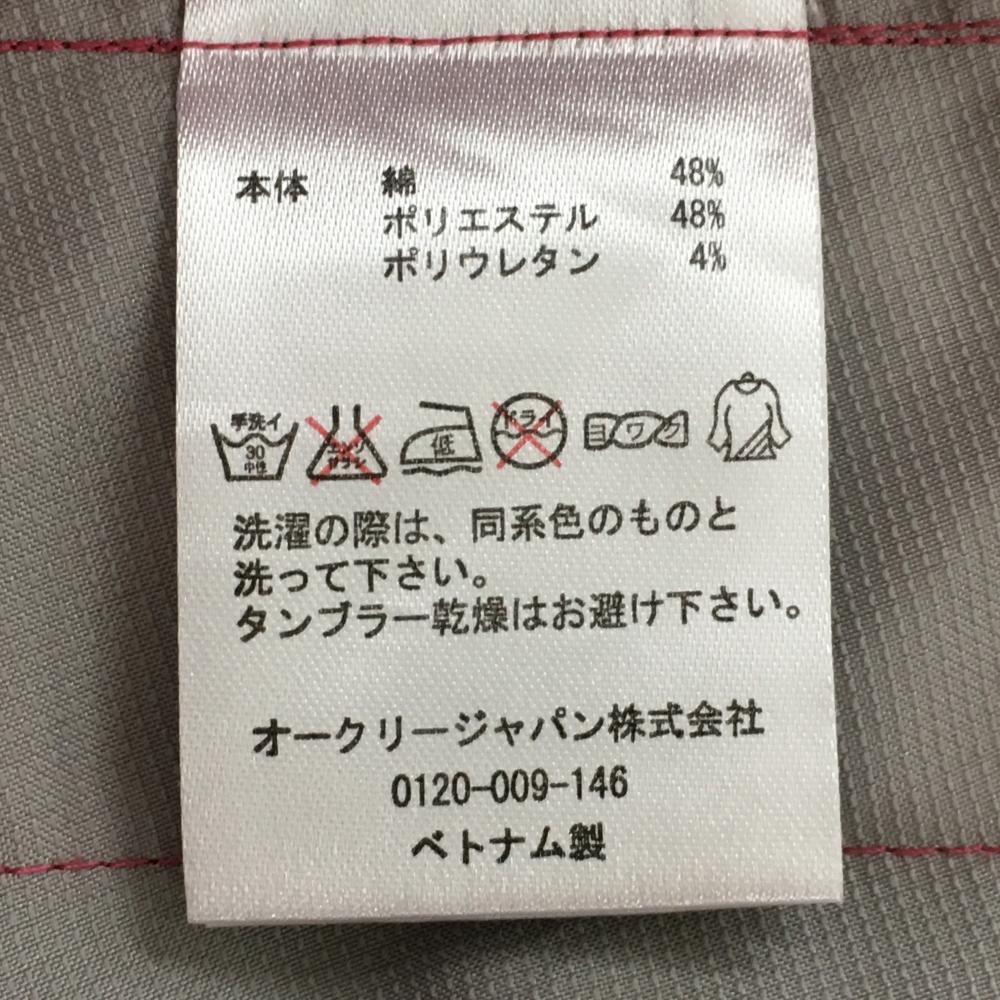 本体 綿 48%
ポリエステル 48%
ポリウレタン 4%
手洗イ 30 中性
エンソ サラシ
低
ドライ
ヨワク
洗濯の際は、同系色のものと
洗って下さい。
タンブラー乾燥はお避け下さい。
オークリージャパン株式会社
0120-009-146
ベトナム製